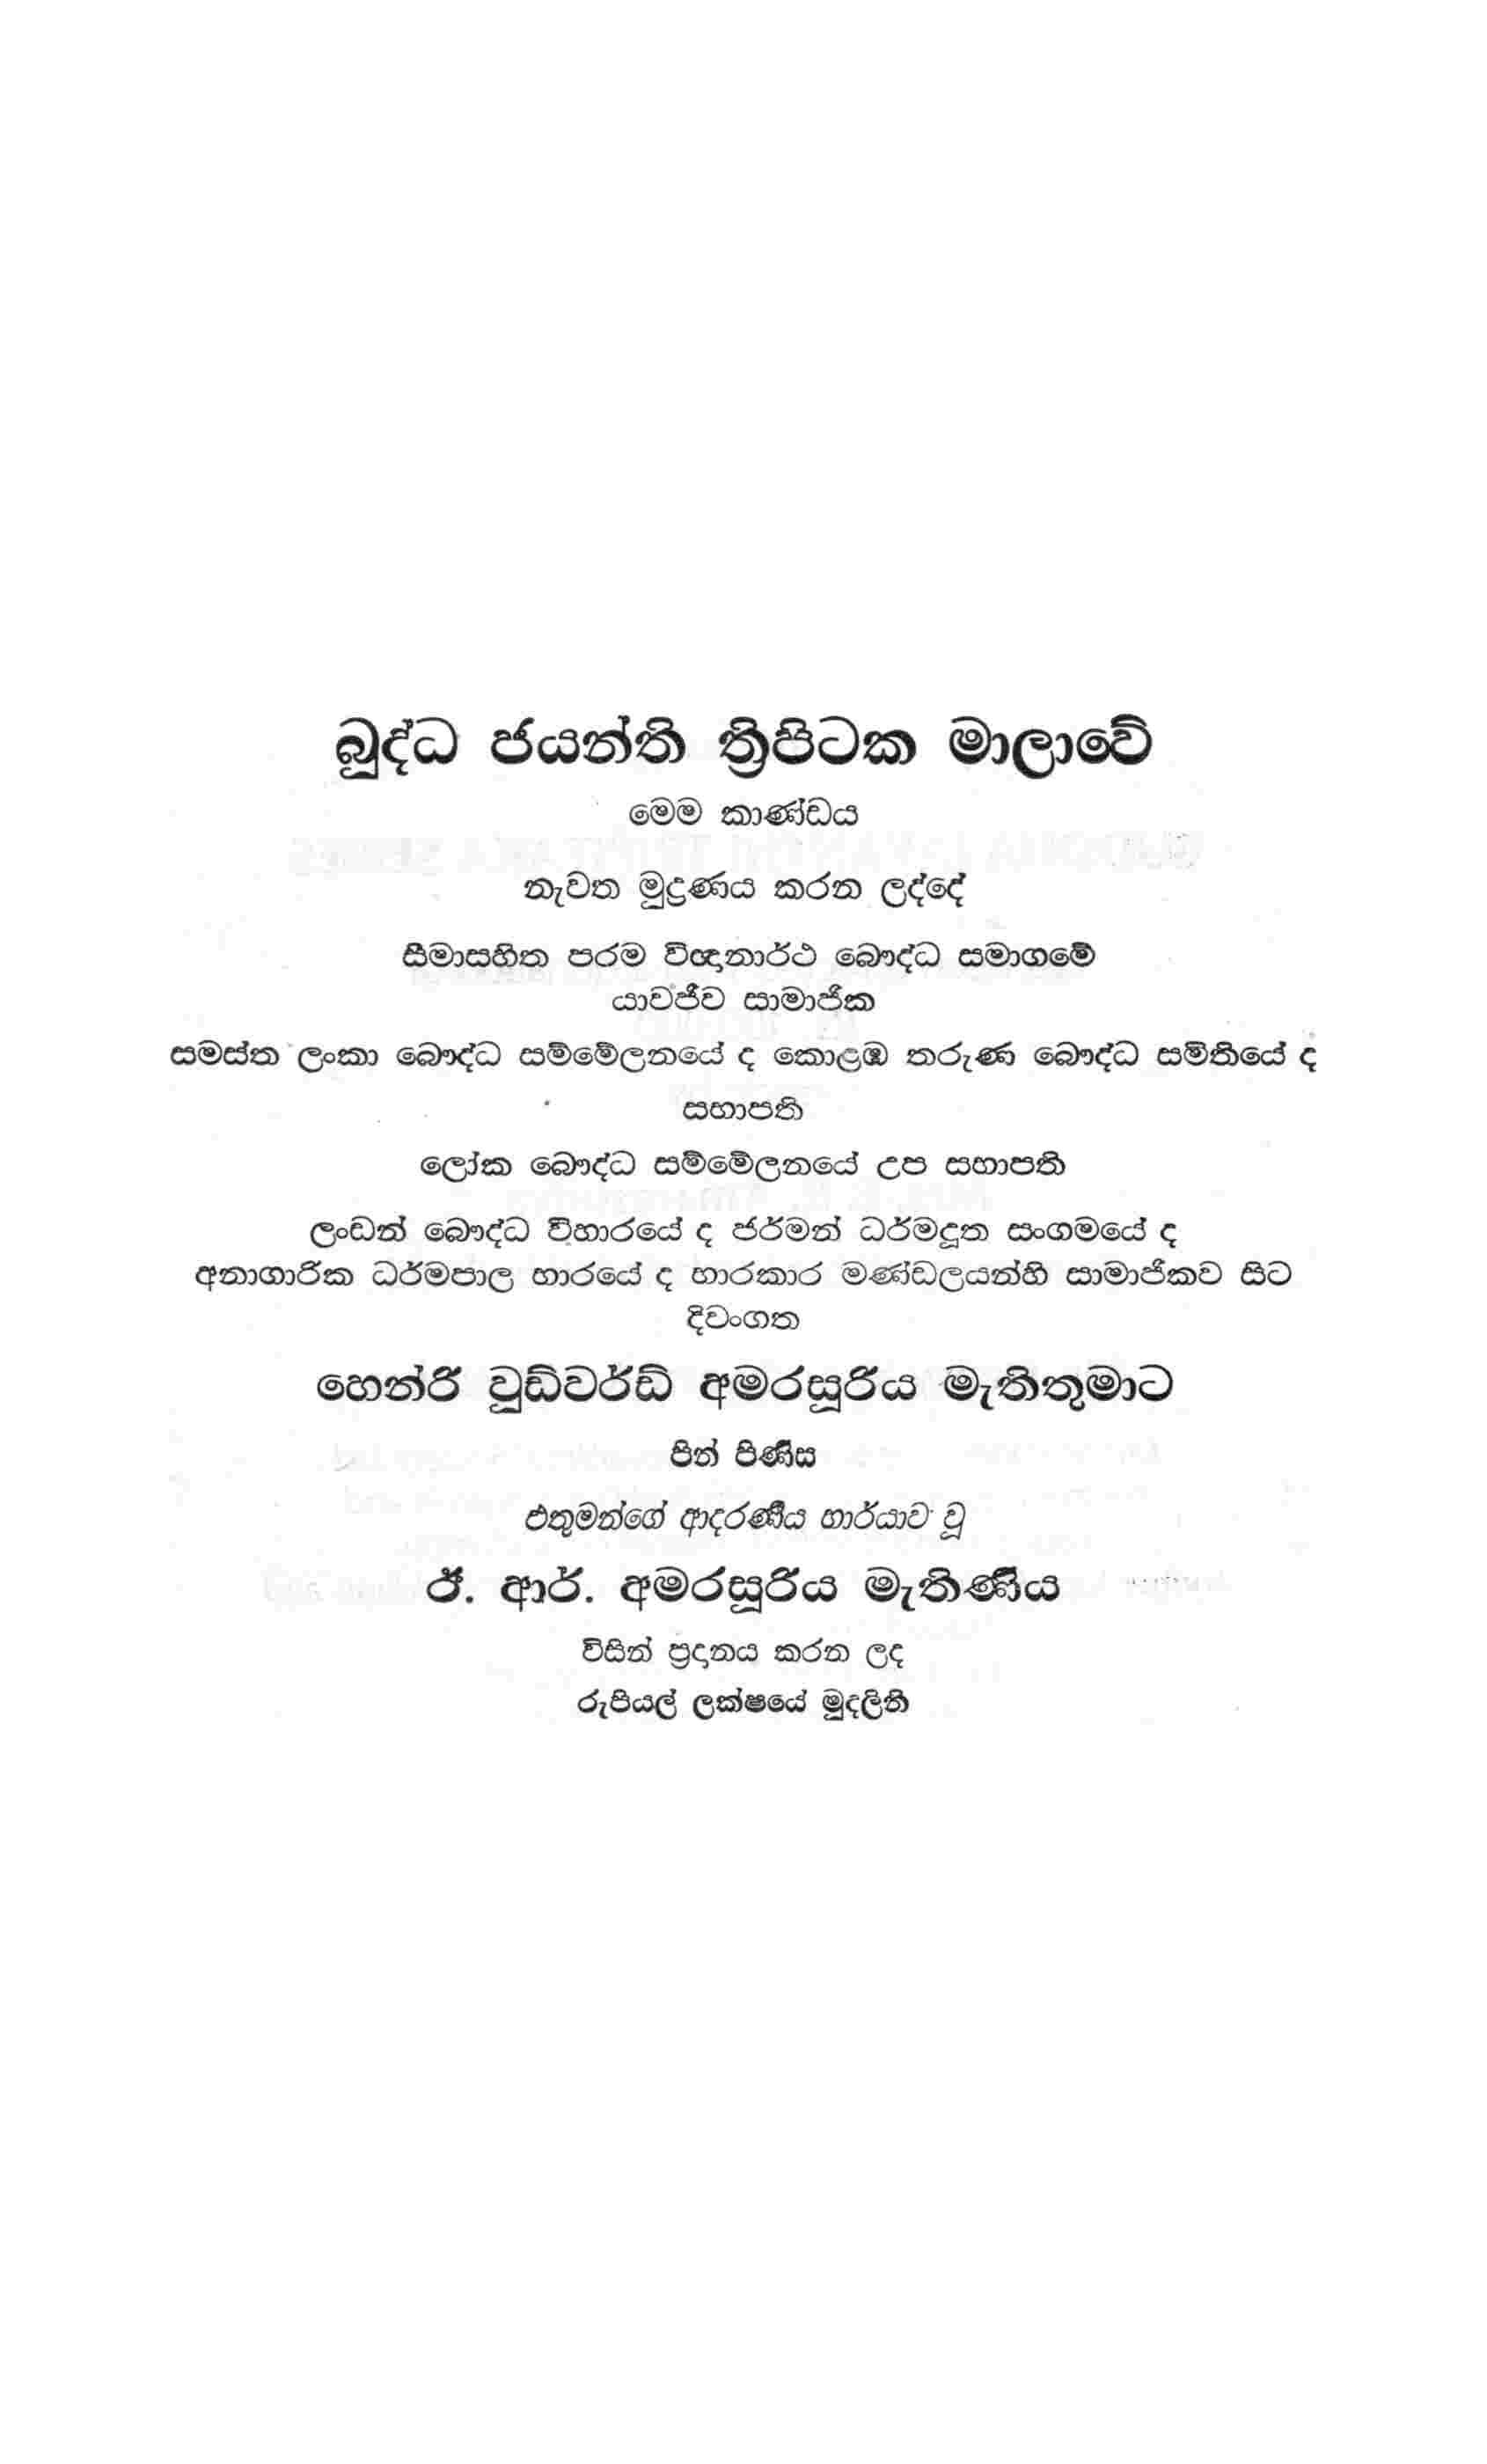 බුද්ධ ජයන්ති ත්‍රිපිටක මාලාවේ
මෙම කාණ්ඩය
නැවත මුද්‍රණය කරන ලද්දේ
සීමාසහිත පරම විඥානාර්ථ බෞද්ධ සමාගමේ
යාවජීව සාමාජික
සමස්ත ලංකා බෞද්ධ සම්මේලනයේ ද කොළඹ තරුණ බෞද්ධ සමිතියේ ද
සභාපති
ලෝක බෞද්ධ සම්මේලනයේ උප සභාපති
ලංඩන් බෞද්ධ විහාරයේ ද ජර්මන් ධර්මදූත සංගමයේ ද
අනාගාරික ධර්මපාල භාරයේ ද භාරකාර මණ්ඩලයන්හි සාමාජිකව සිට
දිවංගත
හෙන්රි වුඩ්වර්ඩ් අමරසූරිය මැතිතුමාට
පින් පිණිස
එතුමන්ගේ ආදරණීය භාර්යාව වූ
ඊ. ආර්. අමරසූරිය මැතිණිය
විසින් ප්‍රදානය කරන ලද
රුපියල් ලක්ෂයේ මුදලිනි